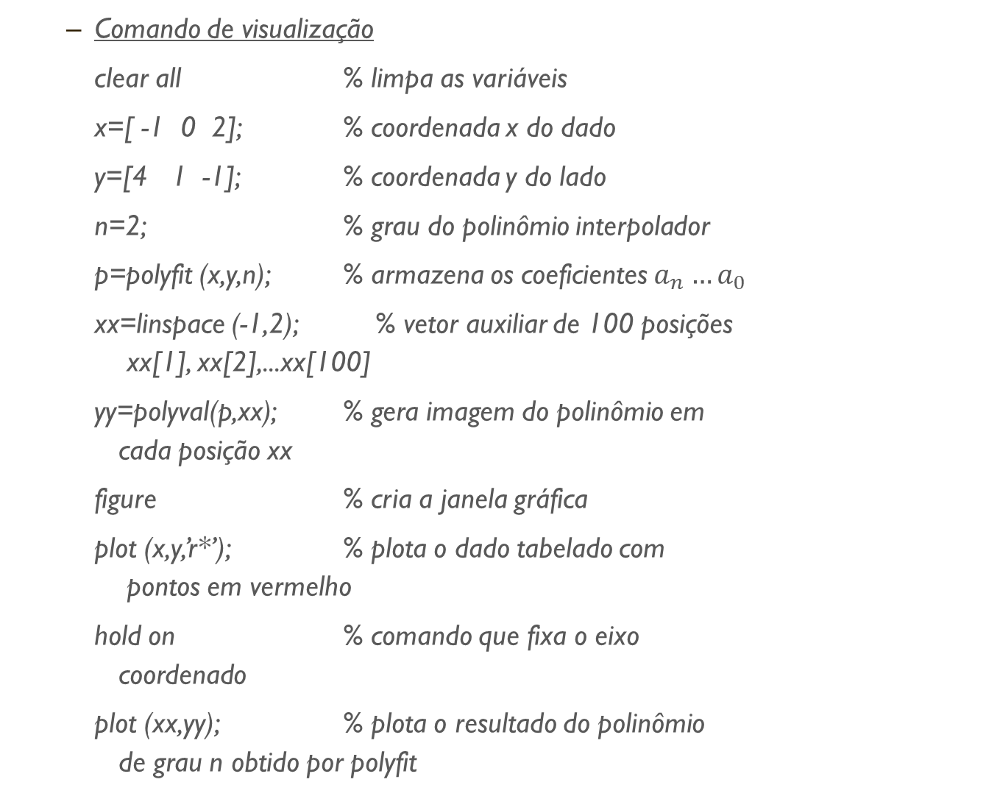 – Comando de visualização
clear all % limpa as variáveis
x=[ -1 0 2]; % coordenada x do dado
y=[4 1 -1]; % coordenada y do lado
n=2; % grau do polinômio interpolador
p=polyfit (x,y,n); % armazena os coeficientes 𝑎ₙ … 𝑎₀
xx=linspace (-1,2); % vetor auxiliar de 100 posições
xx[1], xx[2],...xx[100]
yy=polyval(p,xx); % gera imagem do polinômio em
cada posição xx
figure % cria a janela gráfica
plot (x,y,’r*’); % plota o dado tabelado com
pontos em vermelho
hold on % comando que fixa o eixo
coordenado
plot (xx,yy); % plota o resultado do polinômio
de grau n obtido por polyfit